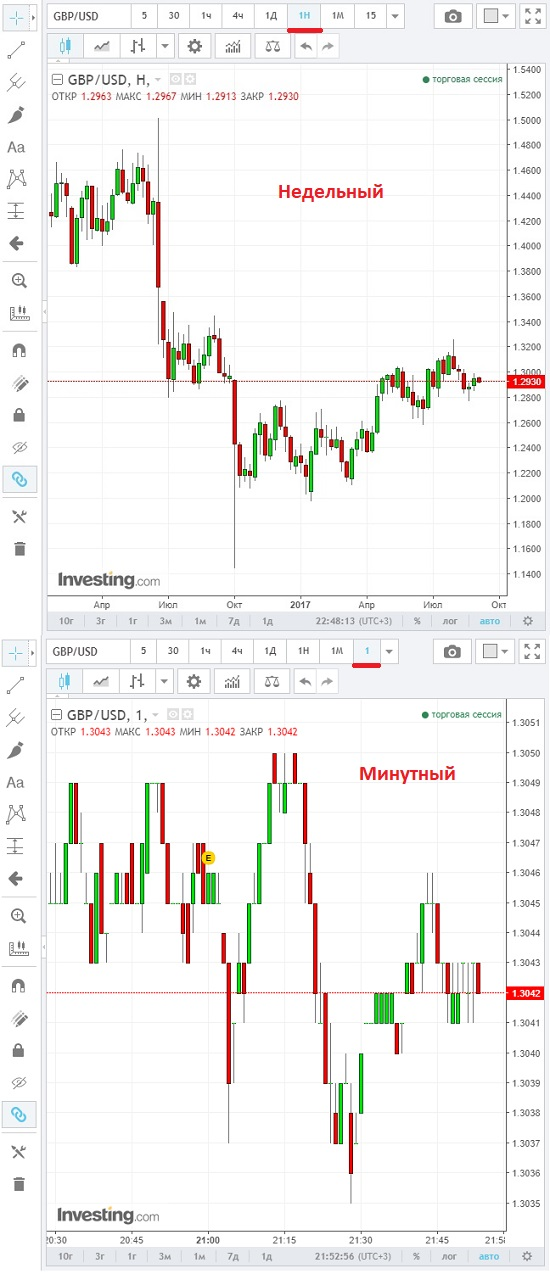 GBP/USD 5 30 1ч 4ч 1Д 1Н 1М 15
GBP/USD, Н,
торговая сессия
ОТКР 1.2963 МАКС 1.2967 МИН 1.2913 ЗАКР 1.2930
Недельный
Aa
1.5400
1.5200
1.5000
1.4800
1.4600
1.4400
1.4200
1.4000
1.3800
1.3600
1.3400
1.3200
1.3000
1.2930
1.2800
1.2600
1.2400
1.2200
1.2000
1.1800
1.1600
1.1400
Investing.com
Апр Июл Окт 2017 Апр Июл Окт
10г 3г 1г 3м 1м 7д 1д 22:48:13 (UTC+3) % лог авто
GBP/USD 5 30 1ч 4ч 1Д 1Н 1М 1
GBP/USD, 1,
торговая сессия
ОТКР 1.3043 МАКС 1.3043 МИН 1.3042 ЗАКР 1.3042
Минутный
Aa
E
1.3051
1.3050
1.3049
1.3048
1.3047
1.3046
1.3045
1.3044
1.3043
1.3042
1.3041
1.3040
1.3039
1.3038
1.3037
1.3036
1.3035
Investing.com
20:30 20:45 21:00 21:15 21:30 21:45 21:58
10г 3г 1г 3м 1м 7д 1д 21:52:56 (UTC+3) % лог авто